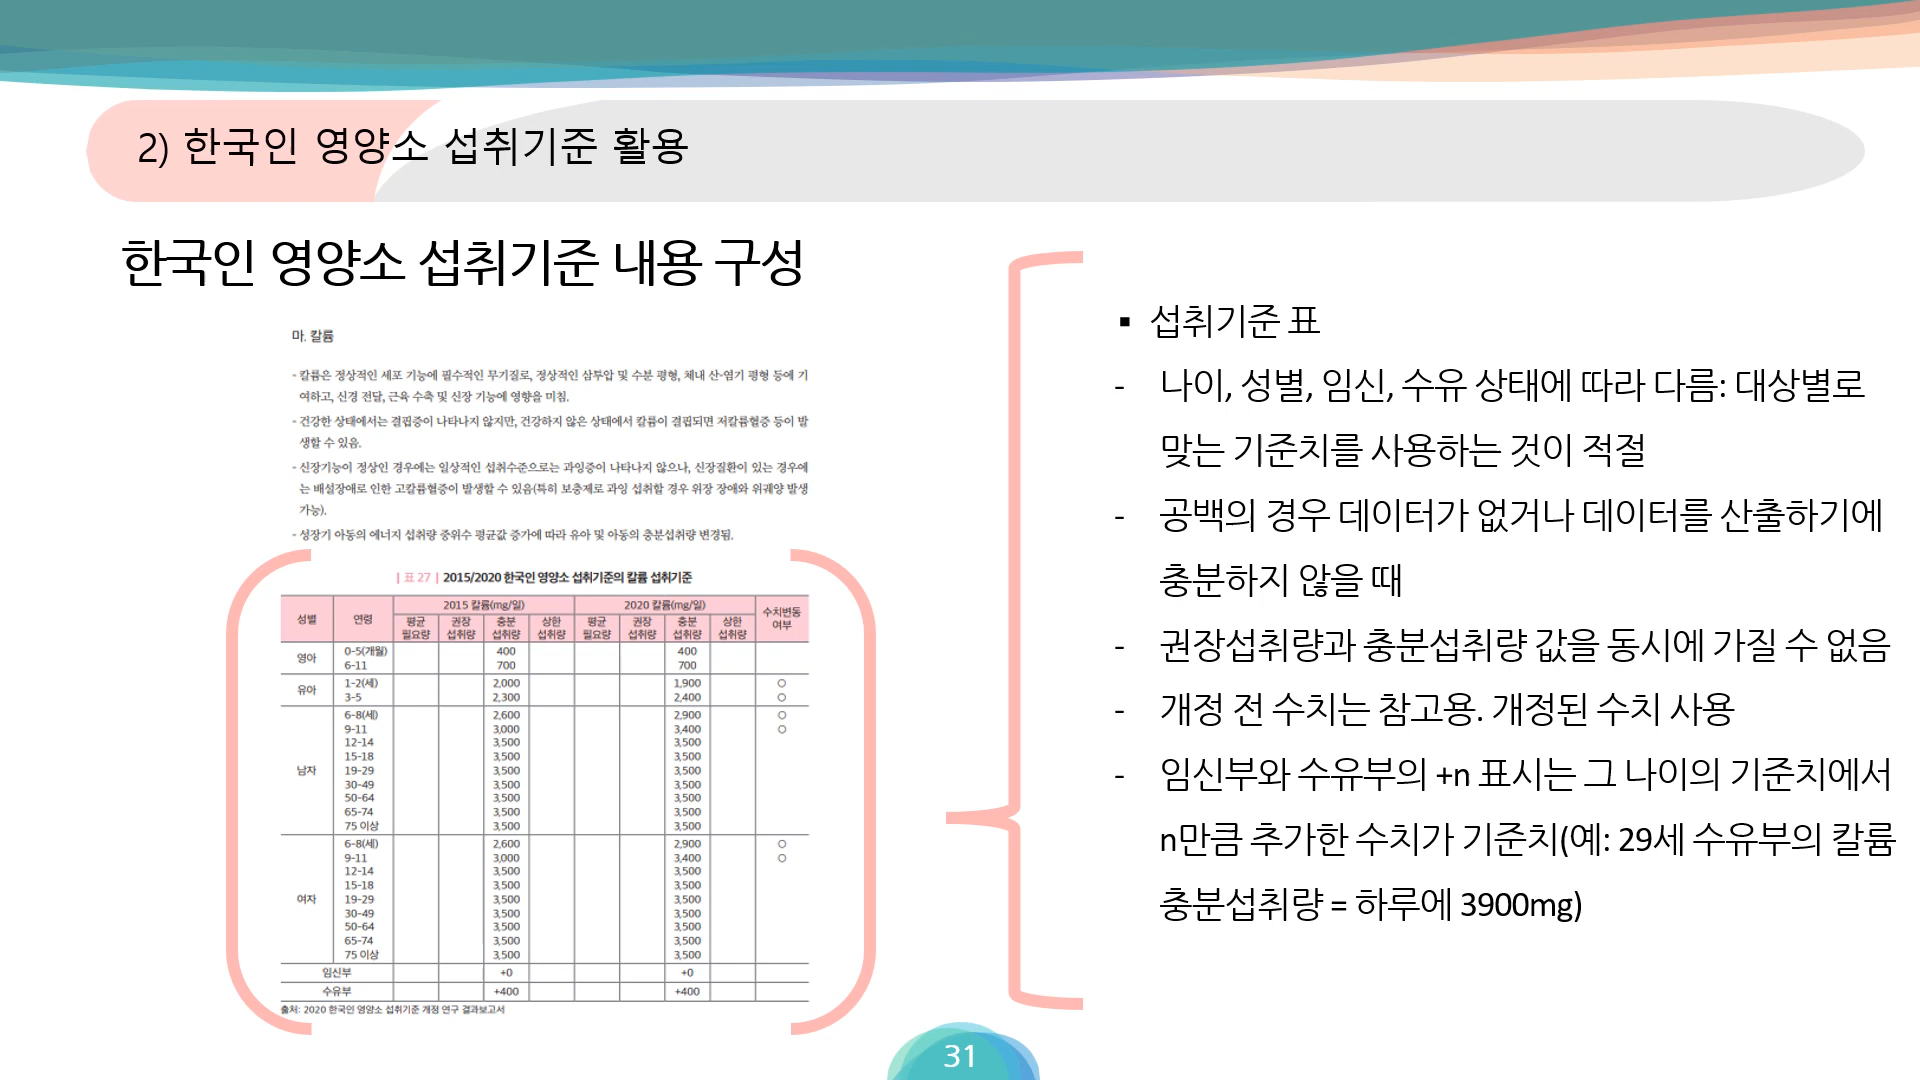 2) 한국인 영양소 섭취기준 활용
한국인 영양소 섭취기준 내용 구성
마. 칼륨
- 칼륨은 정상적인 세포 기능에 필수적인 무기질로, 정상적인 삼투압 및 수분 평형, 체내 산-염기 평형 등에 기
여하고, 신경 전달, 근육 수축 및 신장 기능에 영향을 미침.
- 건강한 상태에서는 결핍증이 나타나지 않지만, 건강하지 않은 상태에서 칼륨이 결핍되면 저칼륨혈증 등이 발
생할 수 있음.
- 신장기능이 정상인 경우에는 일상적인 섭취수준으로는 과잉증이 나타나지 않으나, 신장질환이 있는 경우에
는 배설장애로 인한 고칼륨혈증이 발생할 수 있음(특히 보충제로 과잉 섭취할 경우 위장 장애와 위궤양 발생
가능).
- 성장기 아동의 에너지 섭취량 중위수 평균값 증가에 따라 유아 및 아동의 충분섭취량 변경됨.
| 표 27 | 2015/2020 한국인 영양소 섭취기준의 칼륨 섭취기준
성별 연령 2015 칼륨(mg/일) 2020 칼륨(mg/일) 수치변동 여부
평균 필요량 권장 섭취량 충분 섭취량 상한 섭취량 평균 필요량 권장 섭취량 충분 섭취량 상한 섭취량
영아 0-5(개월) 400 400
6-11 700 700
유아 1-2(세) 2,000 1,900 ○
3-5 2,300 2,400 ○
남자 6-8(세) 2,600 2,900 ○
9-11 3,000 3,400 ○
12-14 3,500 3,500
15-18 3,500 3,500
19-29 3,500 3,500
30-49 3,500 3,500
50-64 3,500 3,500
65-74 3,500 3,500
75 이상 3,500 3,500
여자 6-8(세) 2,600 2,900 ○
9-11 3,000 3,400 ○
12-14 3,500 3,500
15-18 3,500 3,500
19-29 3,500 3,500
30-49 3,500 3,500
50-64 3,500 3,500
65-74 3,500 3,500
75 이상 3,500 3,500
임신부 +0 +0
수유부 +400 +400
출처: 2020 한국인 영양소 섭취기준 개정 연구 결과보고서
▪ 섭취기준 표
- 나이, 성별, 임신, 수유 상태에 따라 다름: 대상별로
맞는 기준치를 사용하는 것이 적절
- 공백의 경우 데이터가 없거나 데이터를 산출하기에
충분하지 않을 때
- 권장섭취량과 충분섭취량 값을 동시에 가질 수 없음
- 개정 전 수치는 참고용. 개정된 수치 사용
- 임신부와 수유부의 +n 표시는 그 나이의 기준치에서
n만큼 추가한 수치가 기준치(예: 29세 수유부의 칼륨
충분섭취량 = 하루에 3900mg)
31